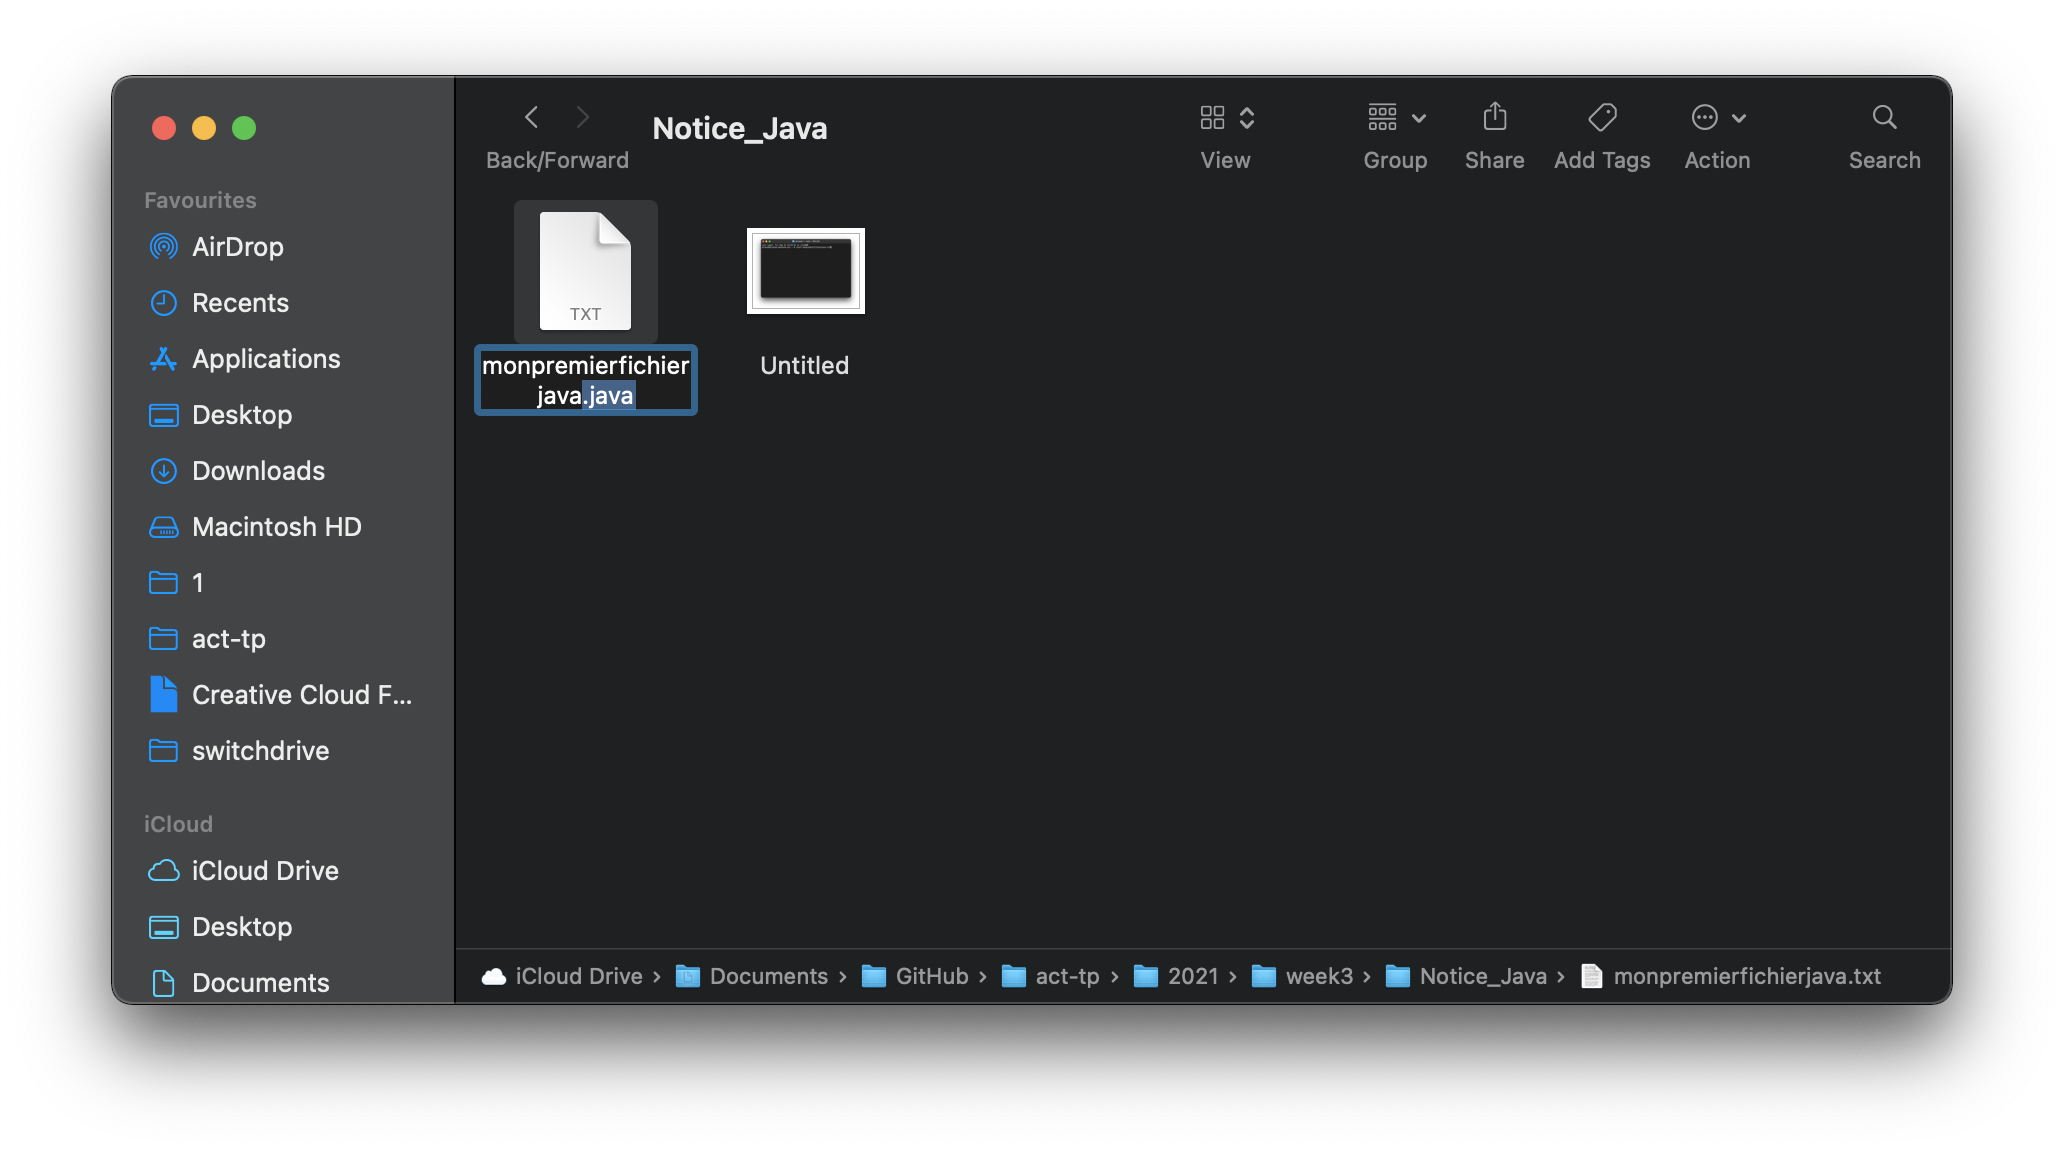 Notice_Java
Back/Forward
View
Group
Share
Add Tags
Action
Search
Favourites
AirDrop
Recents
Applications
Desktop
Downloads
Macintosh HD
1
act-tp
Creative Cloud F...
switchdrive
iCloud
iCloud Drive
Desktop
Documents
TXT
monpremierfichier
java.java
Untitled
iCloud Drive › Documents › GitHub › act-tp › 2021 › week3 › Notice_Java › monpremierfichierjava.txt